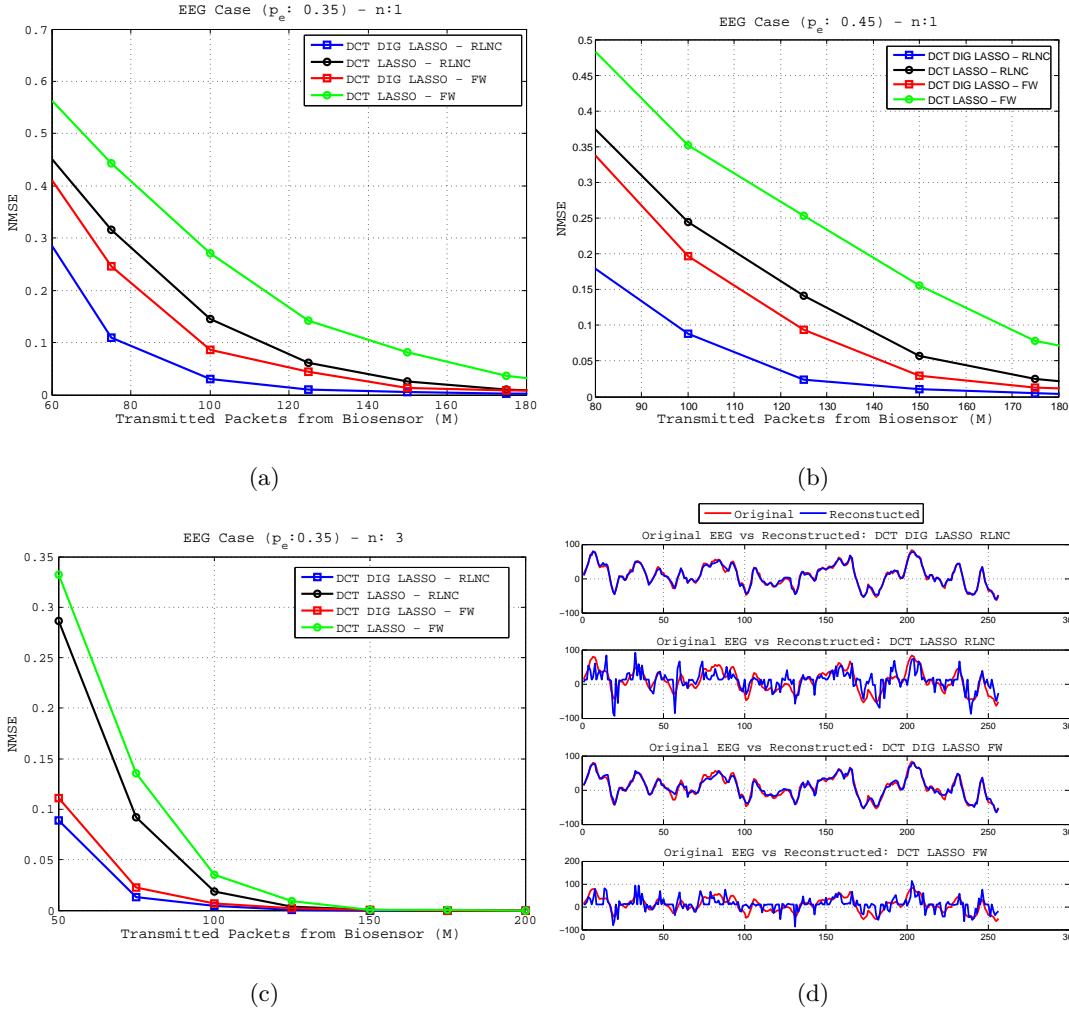 EEG Case (pe: 0.35) - n:1
DCT DIG LASSO - RLNC
DCT LASSO - RLNC
DCT DIG LASSO - FW
DCT LASSO - FW
NMSE
0.7
0.6
0.5
0.4
0.3
0.2
0.1
0
60 80 100 120 140 160 180
Transmitted Packets from Biosensor (M)
(a)
EEG Case (pe: 0.45) - n:1
DCT DIG LASSO - RLNC
DCT LASSO - RLNC
DCT DIG LASSO - FW
DCT LASSO - FW
NMSE
0.5
0.45
0.4
0.35
0.3
0.25
0.2
0.15
0.1
0.05
0
80 90 100 110 120 130 140 150 160 170 180
Transmitted Packets from Biosensor (M)
(b)
EEG Case (pe:0.35) - n: 3
DCT DIG LASSO - RLNC
DCT LASSO - RLNC
DCT DIG LASSO - FW
DCT LASSO - FW
NMSE
0.35
0.3
0.25
0.2
0.15
0.1
0.05
0
50 100 150 200
Transmitted Packets from Biosensor (M)
(c)
Original Reconstructed
Original EEG vs Reconstructed: DCT DIG LASSO RLNC
100
0
-100
0 50 100 150 200 250 300
Original EEG vs Reconstructed: DCT LASSO RLNC
100
0
-100
0 50 100 150 200 250 300
Original EEG vs Reconstructed: DCT DIG LASSO FW
100
0
-100
0 50 100 150 200 250 300
Original EEG vs Reconstructed: DCT LASSO FW
200
100
0
-100
0 50 100 150 200 250 300
(d)